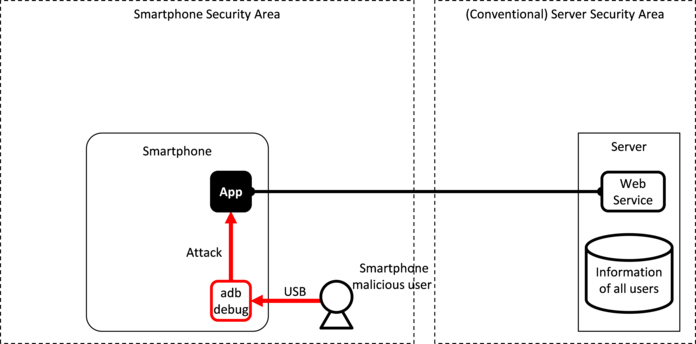 Smartphone Security Area
(Conventional) Server Security Area
Smartphone
Server
App
Web
Service
Attack
Smartphone
malicious user
USB
adb
debug
Information
of all users